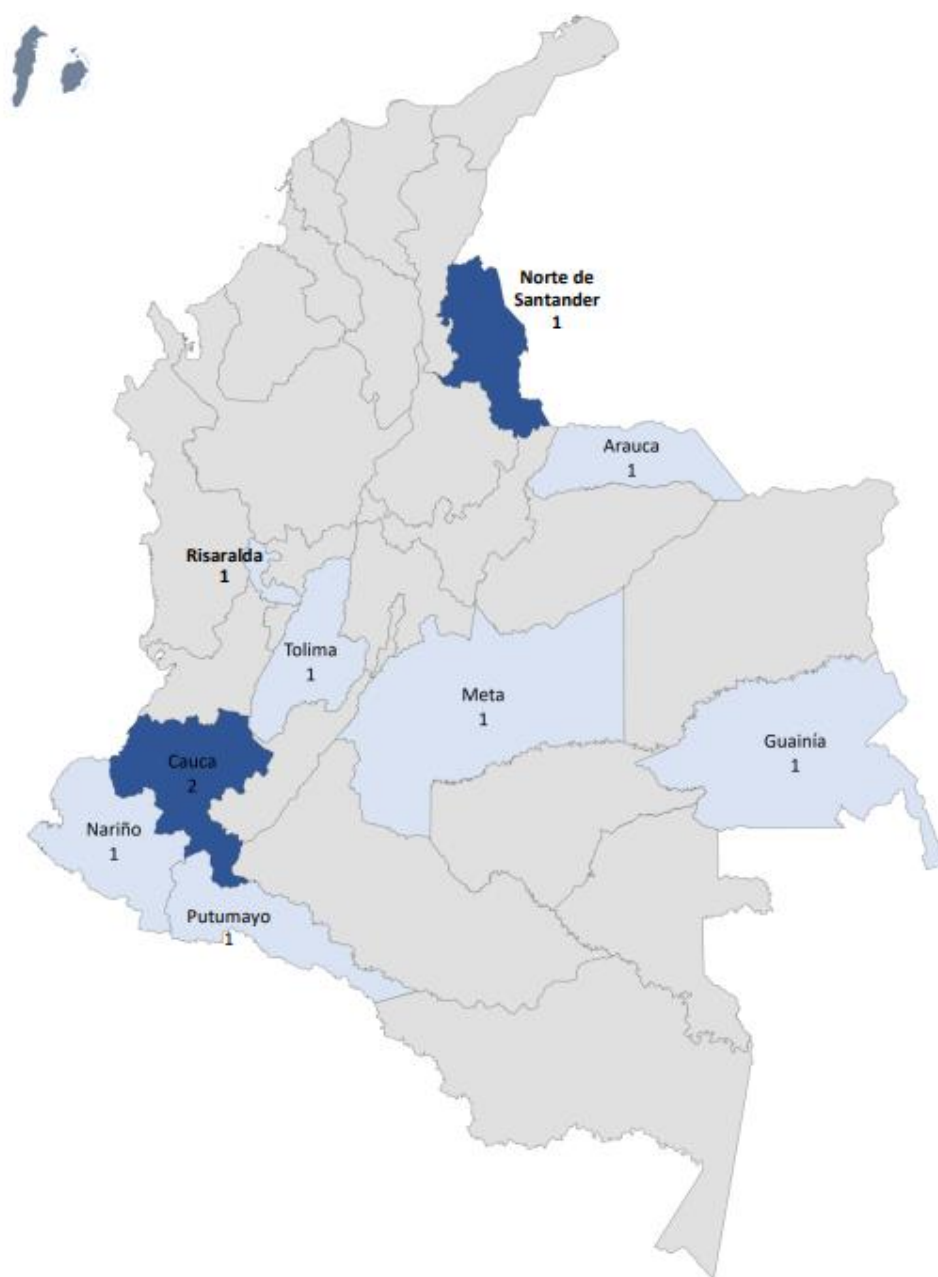 Norte de
Santander
1
Arauca
1
Risaralda
1
Tolima
1
Meta
1
Guainía
1
Cauca
2
Nariño
1
Putumayo
1